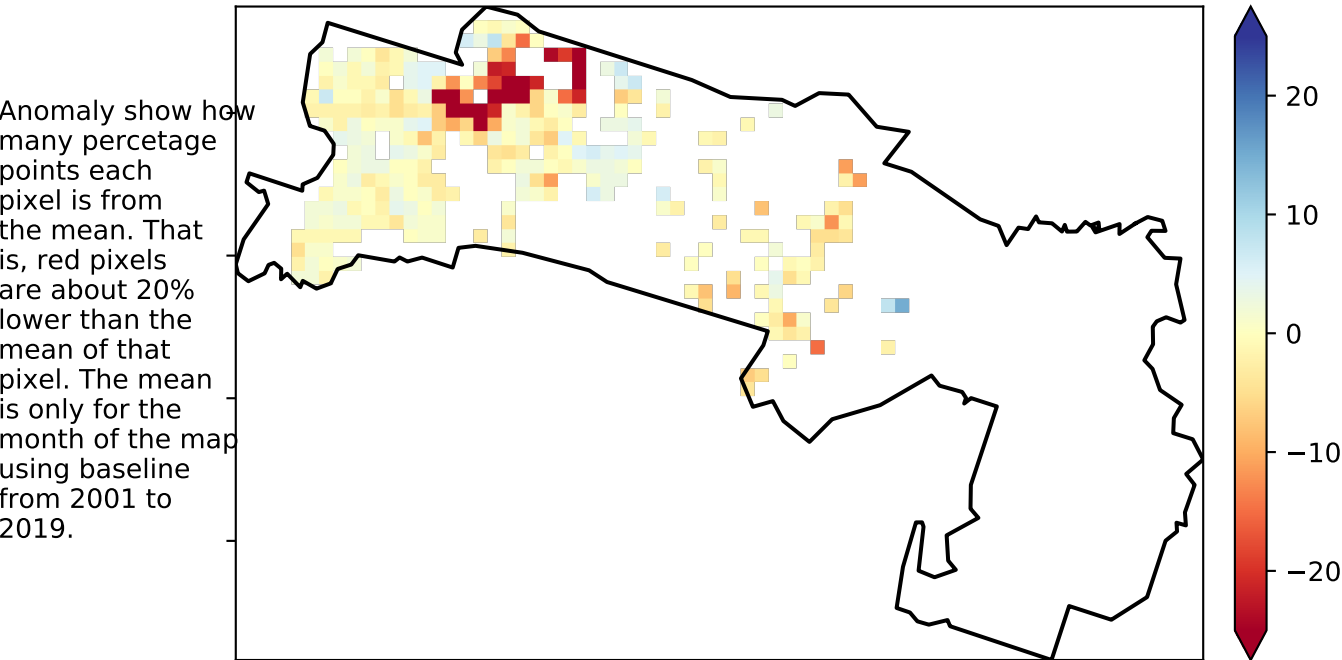 Anomaly show how
many percetage
points each
pixel is from
the mean. That
is, red pixels
are about 20%
lower than the
mean of that
pixel. The mean
is only for the
month of the map
using baseline
from 2001 to
2019.
20
10
0
−10
−20